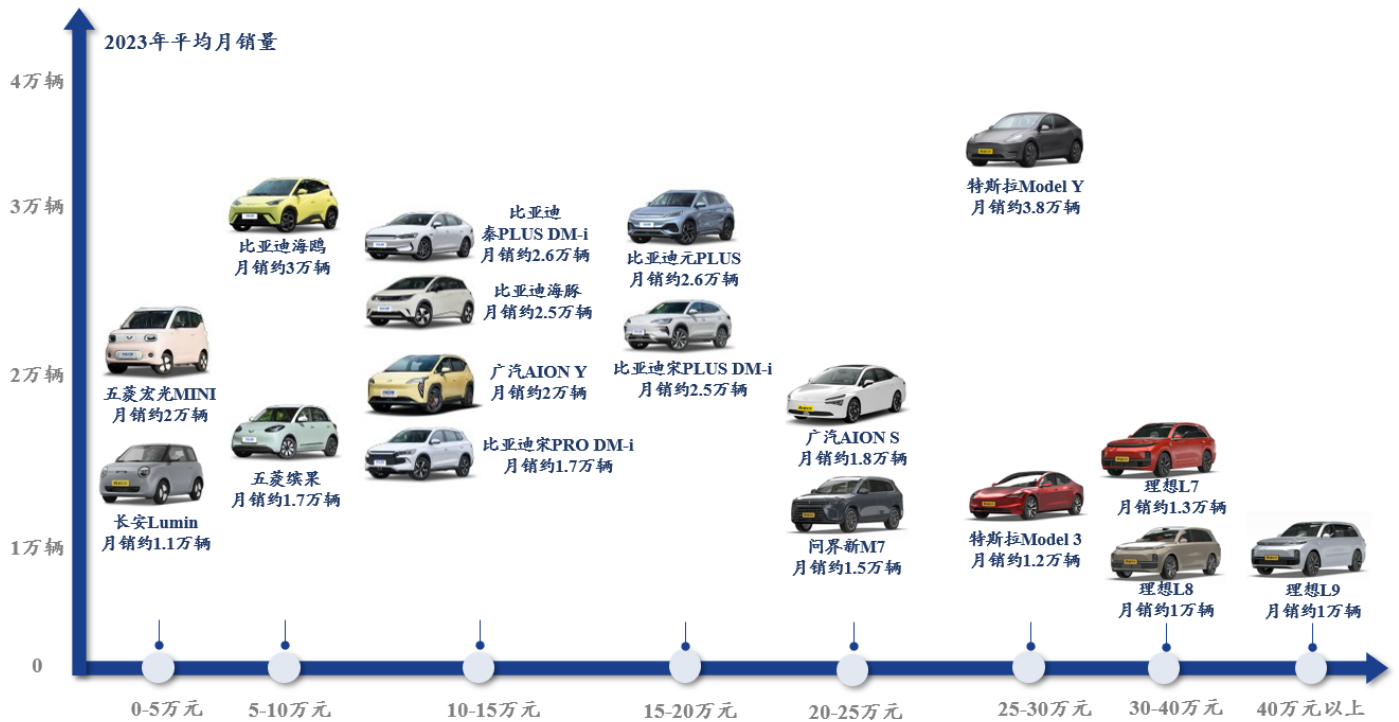 2023年平均月销量
4万辆
3万辆
2万辆
1万辆
0
五菱宏光MINI
月销约2万辆
长安Lumin
月销约1.1万辆
比亚迪海鸥
月销约3万辆
五菱缤果
月销约1.7万辆
比亚迪
秦PLUS DM-i
月销约2.6万辆
比亚迪海豚
月销约2.5万辆
广汽AION Y
月销约2万辆
比亚迪宋PRO DM-i
月销约1.7万辆
比亚迪元PLUS
月销约2.6万辆
比亚迪宋PLUS DM-i
月销约2.5万辆
广汽AION S
月销约1.8万辆
问界新M7
月销约1.5万辆
特斯拉Model Y
月销约3.8万辆
特斯拉Model 3
月销约1.2万辆
理想L7
月销约1.3万辆
理想L8
月销约1万辆
理想L9
月销约1万辆
0-5万元
5-10万元
10-15万元
15-20万元
20-25万元
25-30万元
30-40万元
40万元以上